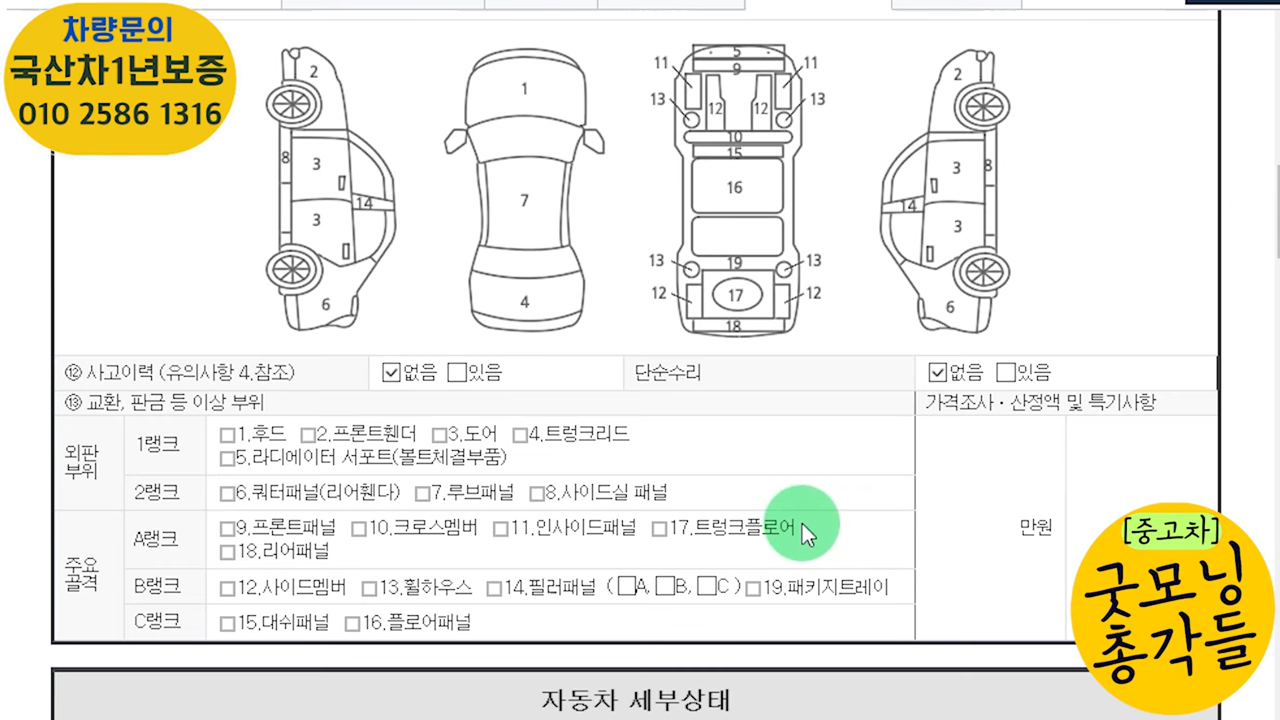 차량문의
국산차1년보증
010 2586 1316
2
8
3
3
14
6
1
7
4
5
9
11
11
13
13
12
12
10
15
16
13
19
13
12
17
12
18
2
3
8
14
3
6
⑫ 사고이력 (유의사항 4.참조) ☑없음 ☐있음 단순수리 ☑없음 ☐있음
⑬ 교환, 판금 등 이상 부위 가격조사・산정액 및 특기사항
외판
부위
1랭크
☐1.후드 ☐2.프론트휀더 ☐3.도어 ☐4.트렁크리드
☐5.라디에이터 서포트(볼트체결부품)
2랭크 ☐6.쿼터패널(리어휀다) ☐7.루브패널 ☐8.사이드실 패널
주요
골격
A랭크
☐9.프론트패널 ☐10.크로스멤버 ☐11.인사이드패널 ☐17.트렁크플로어
☐18.리어패널
B랭크 ☐12.사이드멤버 ☐13.휠하우스 ☐14.필러패널 (☐A, ☐B, ☐C ) ☐19.패키지트레이
C랭크 ☐15.대쉬패널 ☐16.플로어패널
만원
[중고차]
굿모닝
총각들
자동차 세부상태